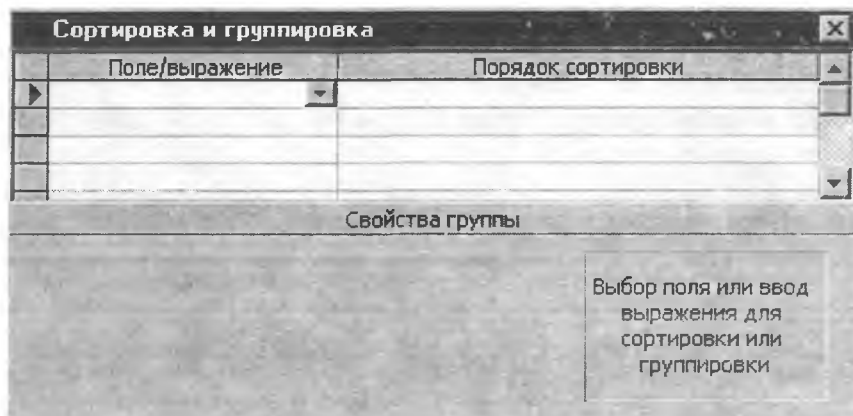 Сортировка и группировка
Поле/выражение Порядок сортировки
Свойства группы
Выбор поля или ввод
выражения для
сортировки или
группировки